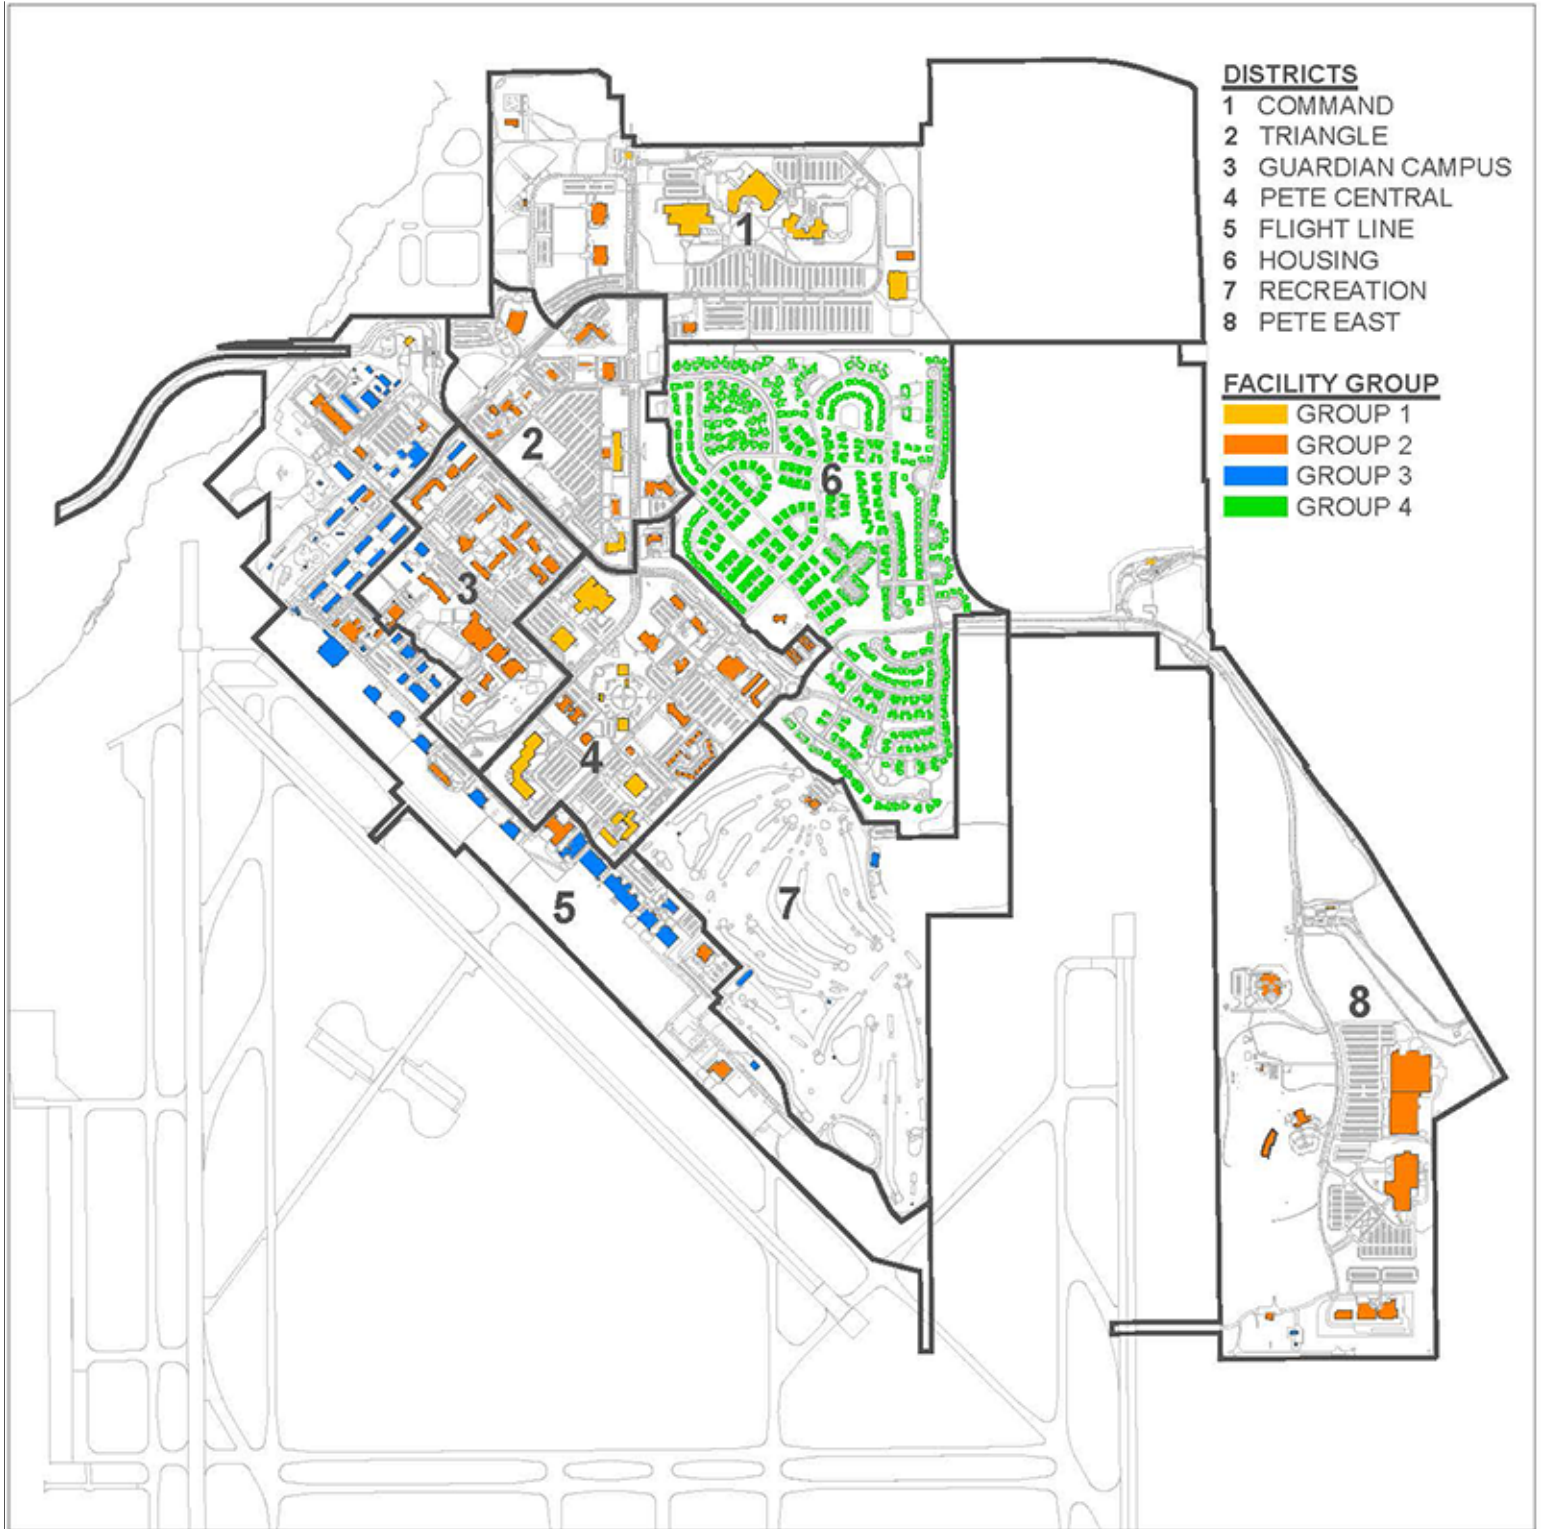 DISTRICTS
1 COMMAND
2 TRIANGLE
3 GUARDIAN CAMPUS
4 PETE CENTRAL
5 FLIGHT LINE
6 HOUSING
7 RECREATION
8 PETE EAST
FACILITY GROUP
GROUP 1
GROUP 2
GROUP 3
GROUP 4
1
2
6
3
4
7
5
8